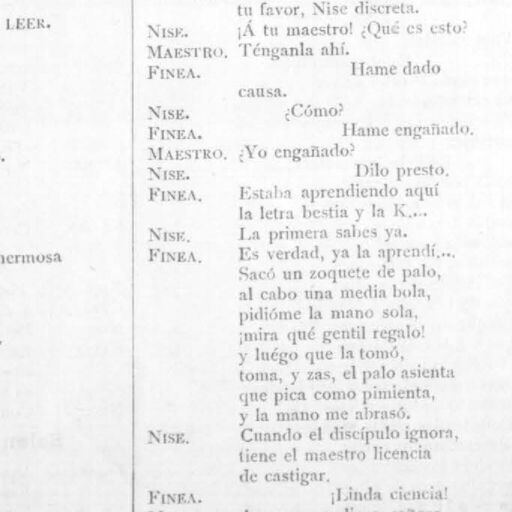 LEER.
hermosa
tu favor, Nise discreta.
NISE. ¡Á tu maestro! ¿Qué es esto?
MAESTRO. Ténganla ahí.
FINEA. Hame dado
causa.
NISE. ¿Cómo?
FINEA. Hame engañado.
MAESTRO. ¿Yo engañado?
NISE. Dilo presto.
FINEA. Estaba aprendiendo aquí
la letra bestia y la K....
NISE. La primera sabes ya.
FINEA. Es verdad, ya la aprendí....
Sacó un zoquete de palo,
al cabo una media bola,
pidióme la mano sola,
¡mira qué gentil regalo!
y luégo que la tomó,
toma, y zas, el palo asienta
que pica como pimienta,
y la mano me abrasó.
NISE. Cuando el discípulo ignora,
tiene el maestro licencia
de castigar.
FINEA. ¡Linda ciencia!